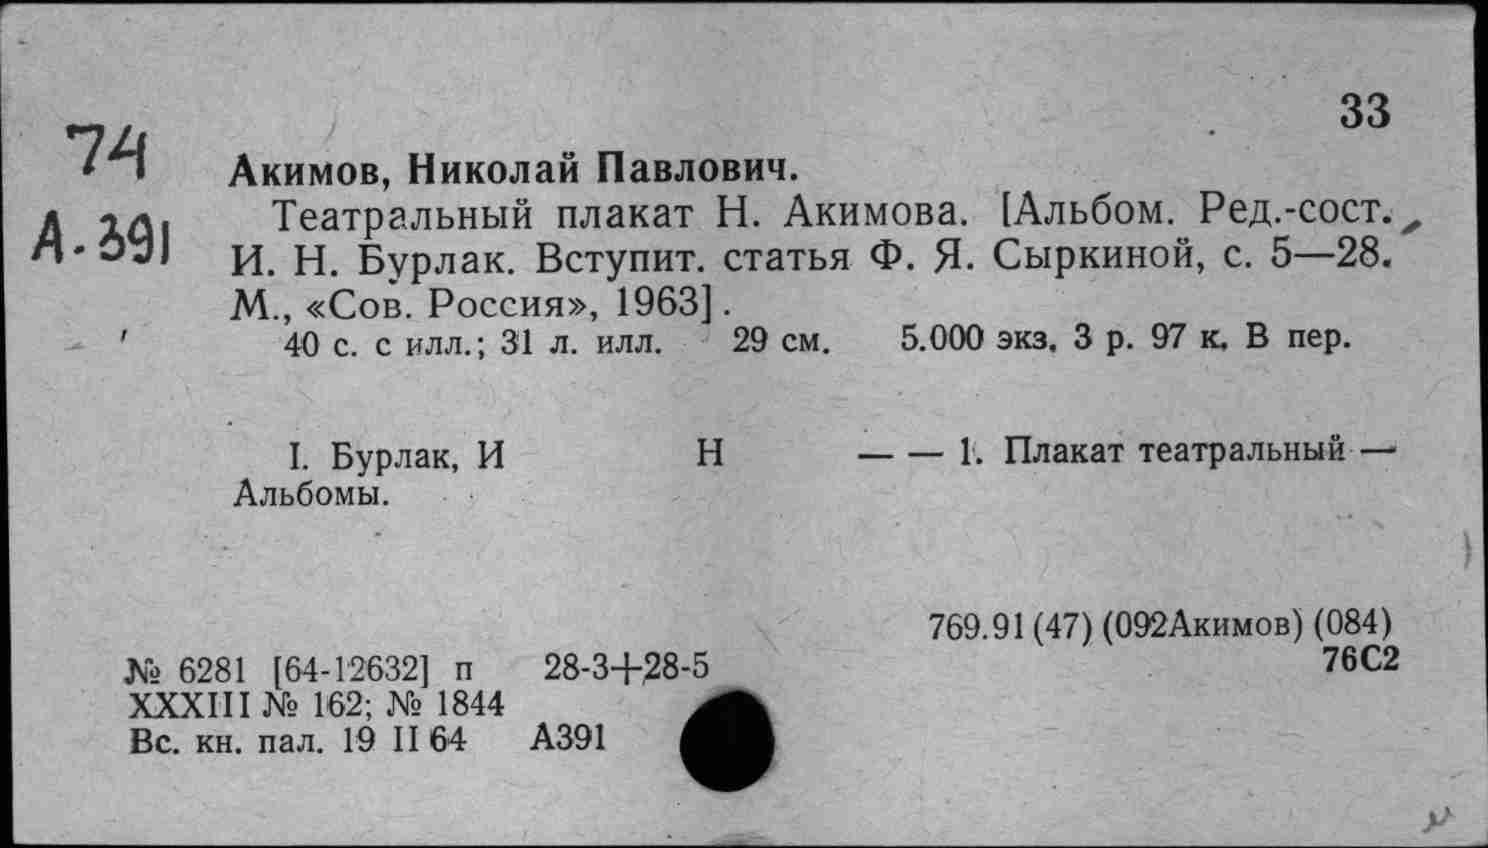 33
74
Акимов, Николай Павлович.
А-391
Театральный плакат Н. Акимова. [Альбом. Ред.-сост.
И. Н. Бурлак. Вступит. статья Ф. Я. Сыркиной, с. 5—28.
М., «Сов. Россия», 1963].
40 с. с илл.; 31 л. илл. 29 см. 5.000 экз. 3 р. 97 к. В пер.
I. Бурлак, И Н — — 1. Плакат театральный —
Альбомы.
769.91 (47) (092Акимов) (084)
76С2
№ 6281 [64-12632] п 28-3+28-5
XXXIII № 162; № 1844
Вс. кн. пал. 19 II 64 А391